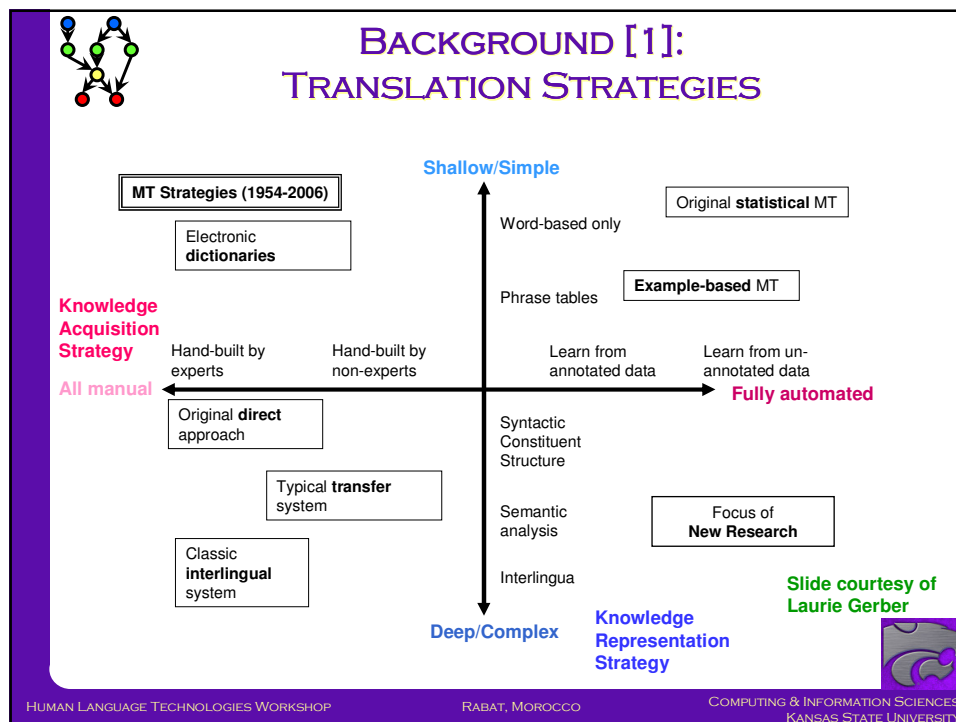 Background [1]:
Translation Strategies
Shallow/Simple
MT Strategies (1954-2006)
Original statistical MT
Word-based only
Electronic
dictionaries
Example-based MT
Phrase tables
Knowledge
Acquisition
Strategy
Hand-built by
experts
Hand-built by
non-experts
Learn from
annotated data
Learn from un-
annotated data
All manual
Fully automated
Original direct
approach
Syntactic
Constituent
Structure
Typical transfer
system
Semantic
analysis
Focus of
New Research
Classic
interlingual
system
Interlingua
Slide courtesy of
Laurie Gerber
Deep/Complex
Knowledge
Representation
Strategy
Human Language Technologies Workshop
Rabat, Morocco
Computing & Information Sciences
Kansas State University